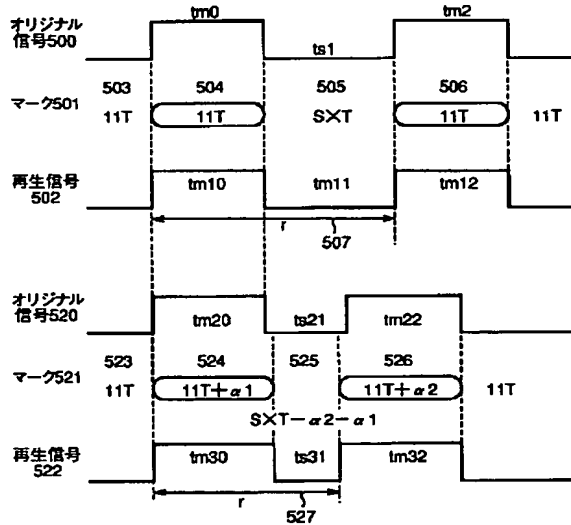 オリジナル
信号500
tm0
ts1
tm2
マーク501
503
504
505
506
11T
11T
S×T
11T
11T
再生信号
502
tm10
tm11
tm12
r
507
オリジナル
信号520
tm20
ts21
tm22
マーク521
523
524
525
526
11T
11T+α1
11T+α2
11T
S×T-α2-α1
再生信号
522
tm30
ts31
tm32
r
527